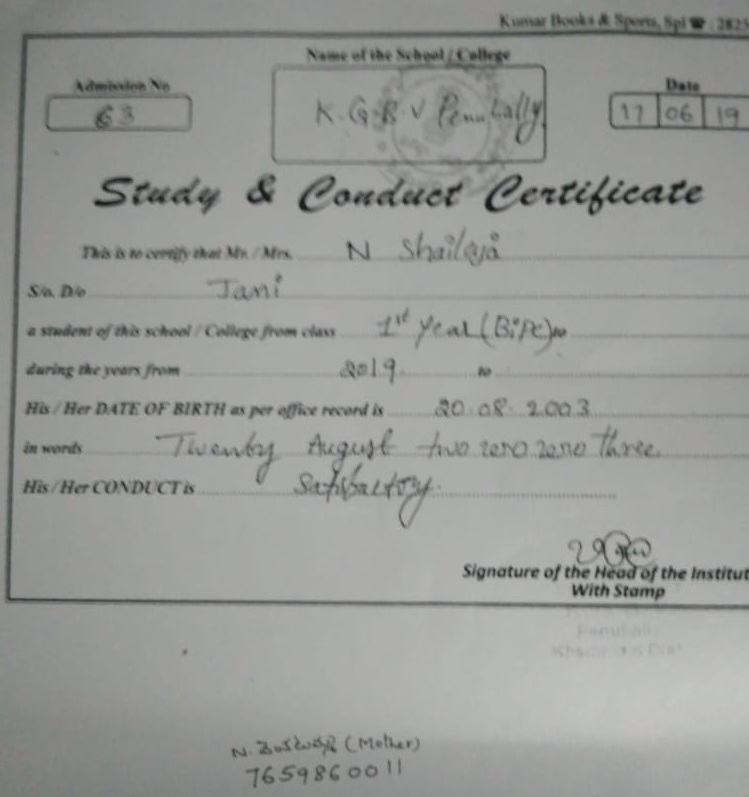 Kumar Books & Sports, Spl ☎ : 2825
Name of the School / College
Admission No
Date
63
K.G.B.V Penubally
17 06 19
Study & Conduct Certificate
This is to certify that Mr. / Mrs. N Shailaja
S/o. D/o Jani
a student of this school / College from class 1st Year (BiPc) to
during the years from 2019 to
His / Her DATE OF BIRTH as per office record is 20.08.2003
in words Twenty August two zero zero Three
His / Her CONDUCT is Satisfactory.
Signature of the Head of the Institut
With Stamp
Penuballi
Dist
N. (Mother)
7659860011